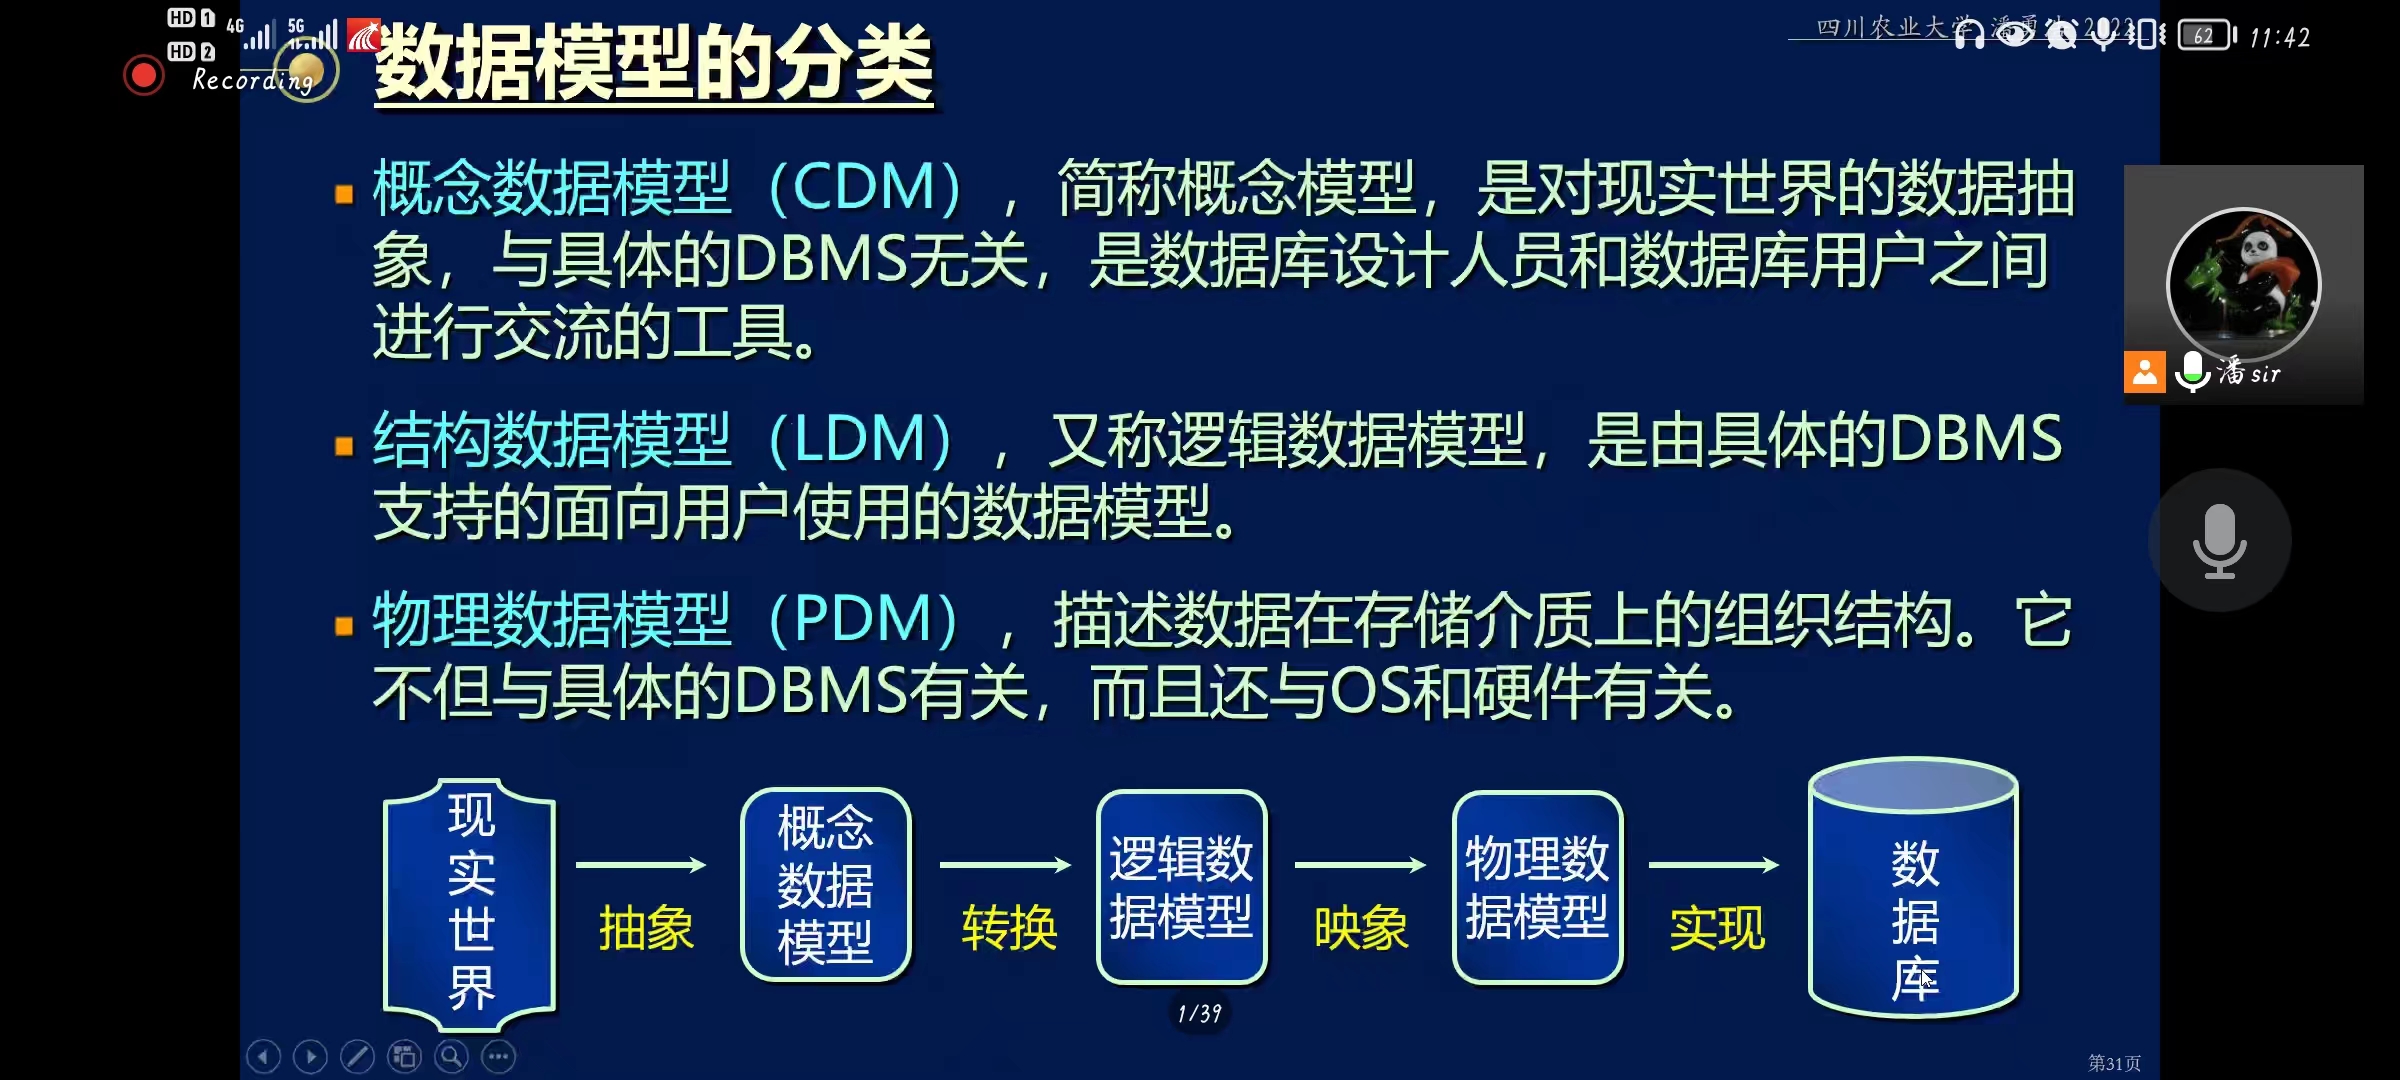 HD 1
4G
5G
HD 2
Recording
四川农业大学 潘勇
62
11:42
数据模型的分类
概念数据模型（CDM），简称概念模型，是对现实世界的数据抽
象，与具体的DBMS无关，是数据库设计人员和数据库用户之间
进行交流的工具。
潘sir
结构数据模型（LDM），又称逻辑数据模型，是由具体的DBMS
支持的面向用户使用的数据模型。
物理数据模型（PDM），描述数据在存储介质上的组织结构。它
不但与具体的DBMS有关，而且还与OS和硬件有关。
现
实
世
界
抽象
概念
数据
模型
转换
逻辑数
据模型
映象
物理数
据模型
实现
数
据
库
1/39
第31页